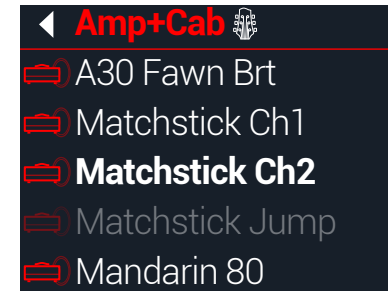 Amp+Cab
A30 Fawn Brt
Matchstick Ch1
Matchstick Ch2
Matchstick Jump
Mandarin 80